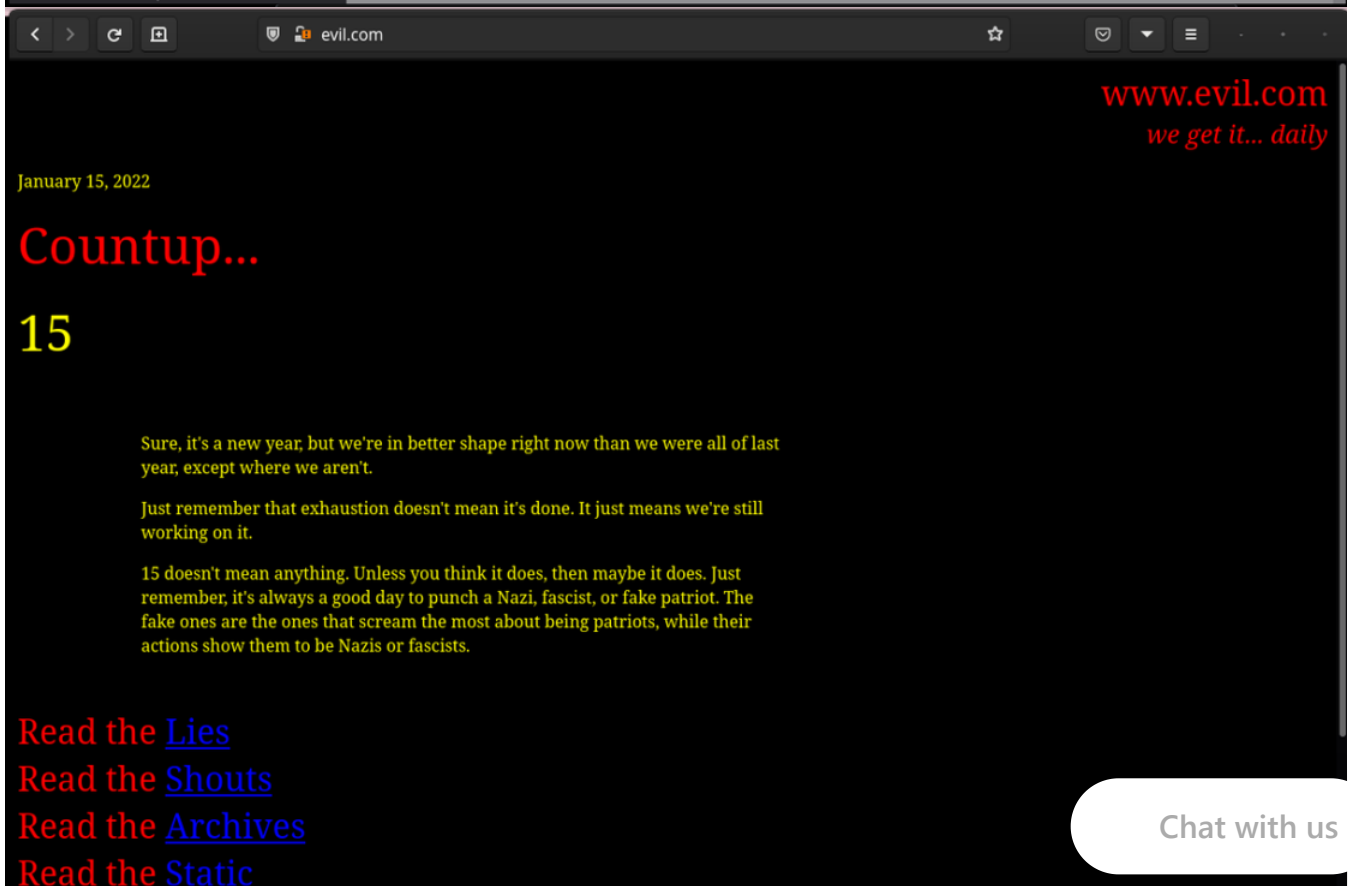 evil.com
www.evil.com
we get it... daily
January 15, 2022
Countup...
15
Sure, it's a new year, but we're in better shape right now than we were all of last
year, except where we aren't.
Just remember that exhaustion doesn't mean it's done. It just means we're still
working on it.
15 doesn't mean anything. Unless you think it does, then maybe it does. Just
remember, it's always a good day to punch a Nazi, fascist, or fake patriot. The
fake ones are the ones that scream the most about being patriots, while their
actions show them to be Nazis or fascists.
Read the Lies
Read the Shouts
Read the Archives
Read the Static
Chat with us